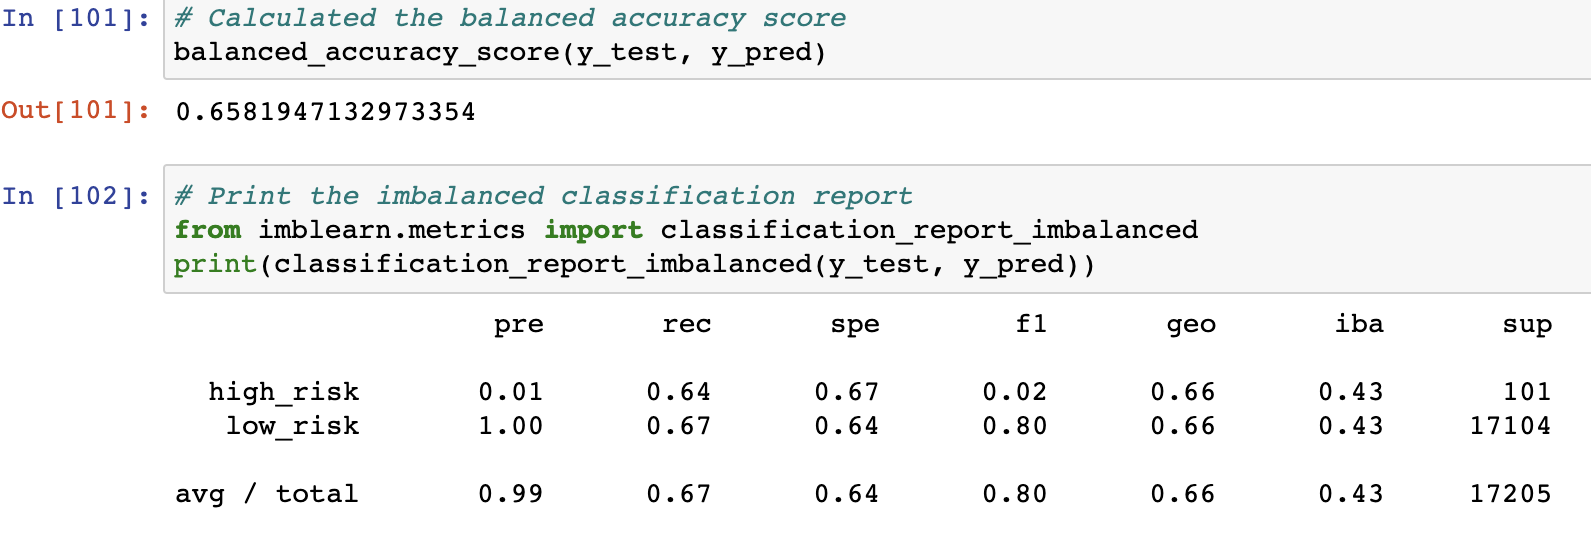 In [101]: # Calculated the balanced accuracy score
balanced_accuracy_score(y_test, y_pred)
Out[101]: 0.6581947132973354
In [102]: # Print the imbalanced classification report
from imblearn.metrics import classification_report_imbalanced
print(classification_report_imbalanced(y_test, y_pred))
pre rec spe f1 geo iba sup
high_risk 0.01 0.64 0.67 0.02 0.66 0.43 101
low_risk 1.00 0.67 0.64 0.80 0.66 0.43 17104
avg / total 0.99 0.67 0.64 0.80 0.66 0.43 17205